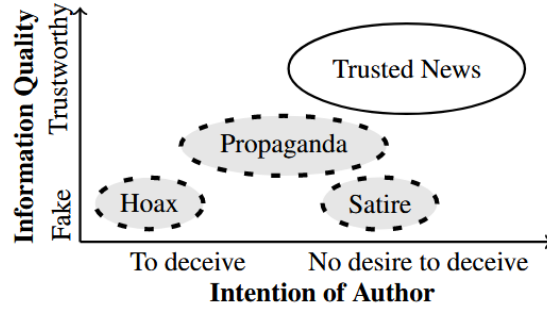 Information Quality
Trustworthy
Fake
Trusted News
Propaganda
Hoax
Satire
To deceive
No desire to deceive
Intention of Author